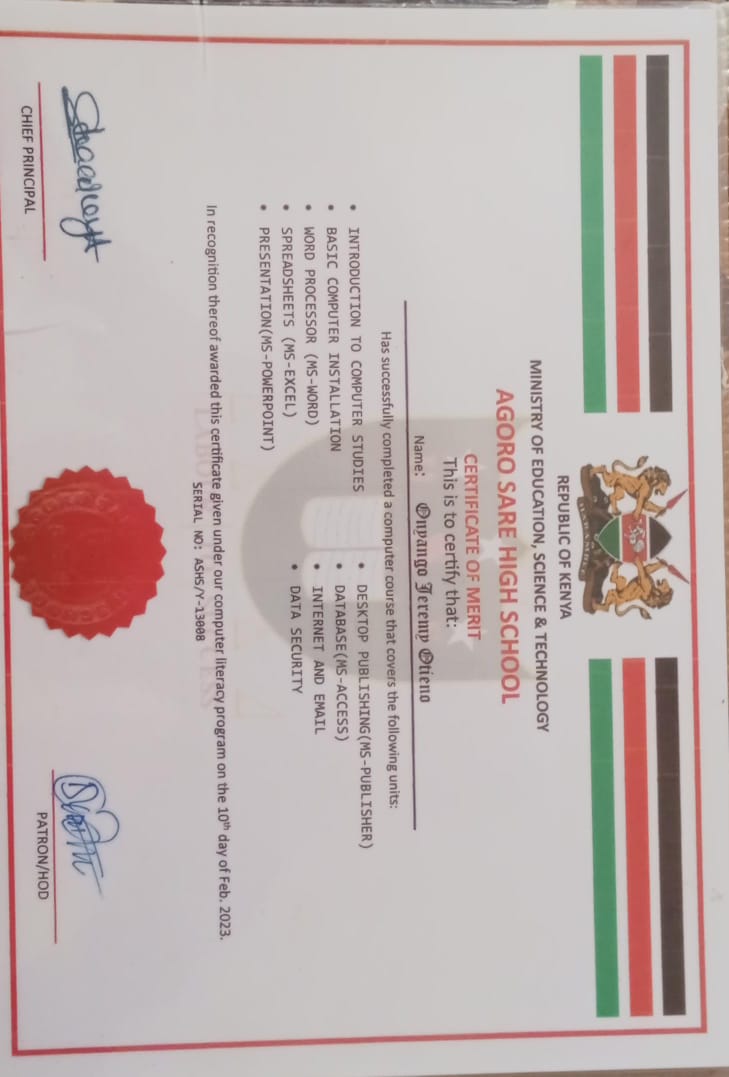 REPUBLIC OF KENYA
MINISTRY OF EDUCATION, SCIENCE & TECHNOLOGY
AGORO SARE HIGH SCHOOL
CERTIFICATE OF MERIT
This is to certify that:
Name: Onyango Jeremy Otieno
Has successfully completed a computer course that covers the following units:
• INTRODUCTION TO COMPUTER STUDIES
• BASIC COMPUTER INSTALLATION
• WORD PROCESSOR (MS-WORD)
• SPREADSHEETS (MS-EXCEL)
• PRESENTATION(MS-POWERPOINT)
• DESKTOP PUBLISHING(MS-PUBLISHER)
• DATABASE(MS-ACCESS)
• INTERNET AND EMAIL
• DATA SECURITY
In recognition thereof awarded this certificate given under our computer literacy program on the 10th day of Feb. 2023.
SERIAL NO: ASHS/Y-13008
CHIEF PRINCIPAL
PATRON/HOD